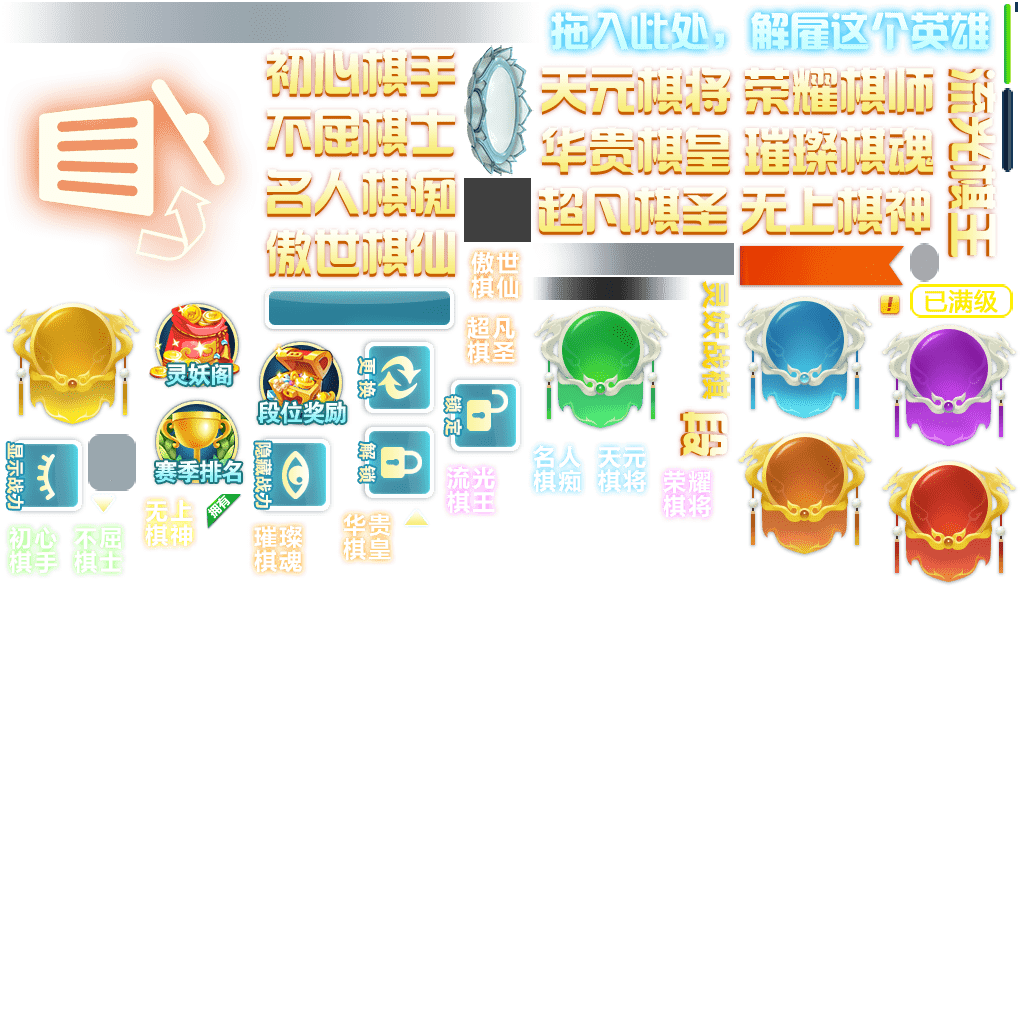 拖入此处，解雇这个英雄
初心棋手
天元棋将
荣耀棋师
流光棋王
不屈棋士
华贵棋皇
璀璨棋魂
名人棋痴
超凡棋圣
无上棋神
傲世棋仙
傲世
棋仙
灵妖战棋
已满级
超凡
棋圣
灵妖阁
更换
段位奖励
锁定
段
赛季排名
显示战力
隐藏战力
解锁
名人
棋痴
天元
棋将
流光
棋王
荣耀
棋将
无上
棋神
拥有
华贵
棋皇
初心
棋手
不屈
棋士
璀璨
棋魂